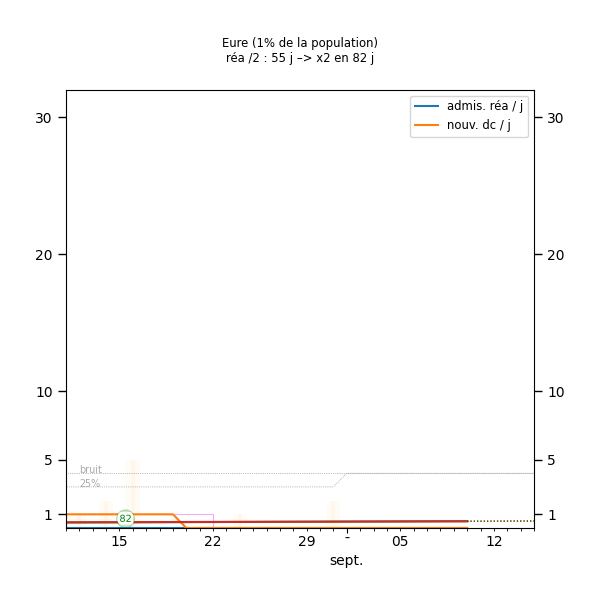 Eure (1% de la population)
réa /2 : 55 j –> x2 en 82 j
admis. réa / j
nouv. dc / j
30 30
20 20
10 10
5 5
bruit
25%
1 1
82
15 22 29 - 05 12
sept.